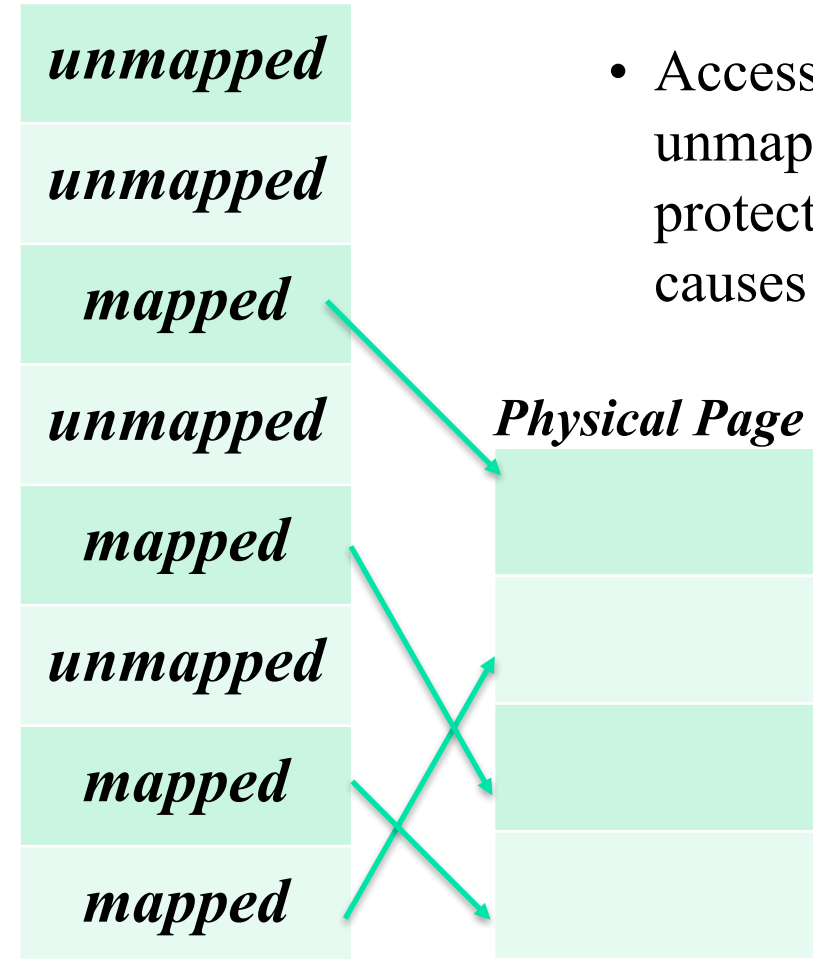 unmapped
unmapped
mapped
unmapped
mapped
unmapped
mapped
mapped
• Access
unmap
protect
causes
Physical Page